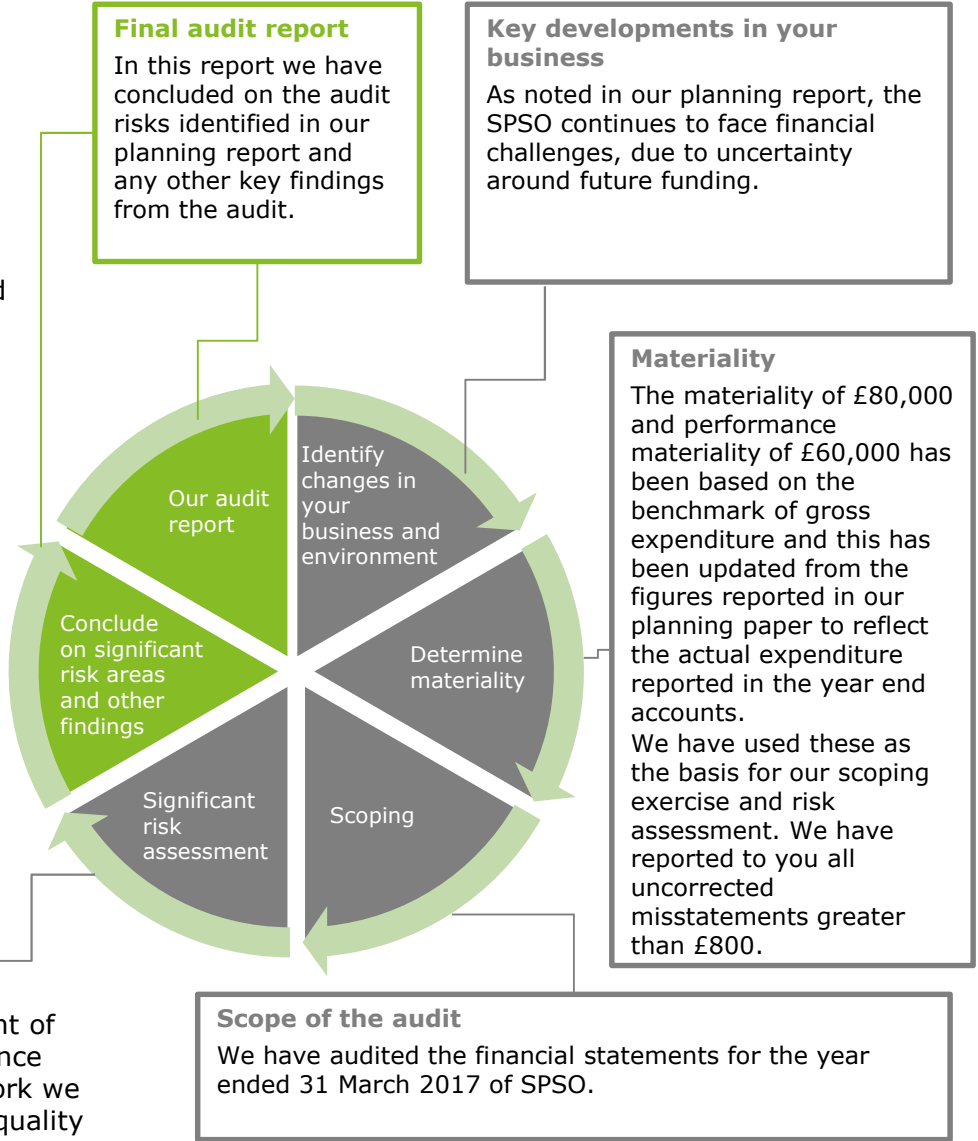 Final audit report
In this report we have
concluded on the audit
risks identified in our
planning report and
any other key findings
from the audit.
Key developments in your
business
As noted in our planning report, the
SPSO continues to face financial
challenges, due to uncertainty
around future funding.
Identify
changes in
your
business and
environment
Determine
materiality
Scoping
Significant
risk
assessment
Conclude
on significant
risk areas
and other
findings
Our audit
report
Materiality
The materiality of £80,000
and performance
materiality of £60,000 has
been based on the
benchmark of gross
expenditure and this has
been updated from the
figures reported in our
planning paper to reflect
the actual expenditure
reported in the year end
accounts.
We have used these as
the basis for our scoping
exercise and risk
assessment. We have
reported to you all
uncorrected
misstatements greater
than £800.
Scope of the audit
We have audited the financial statements for the year
ended 31 March 2017 of SPSO.
of
we
quality